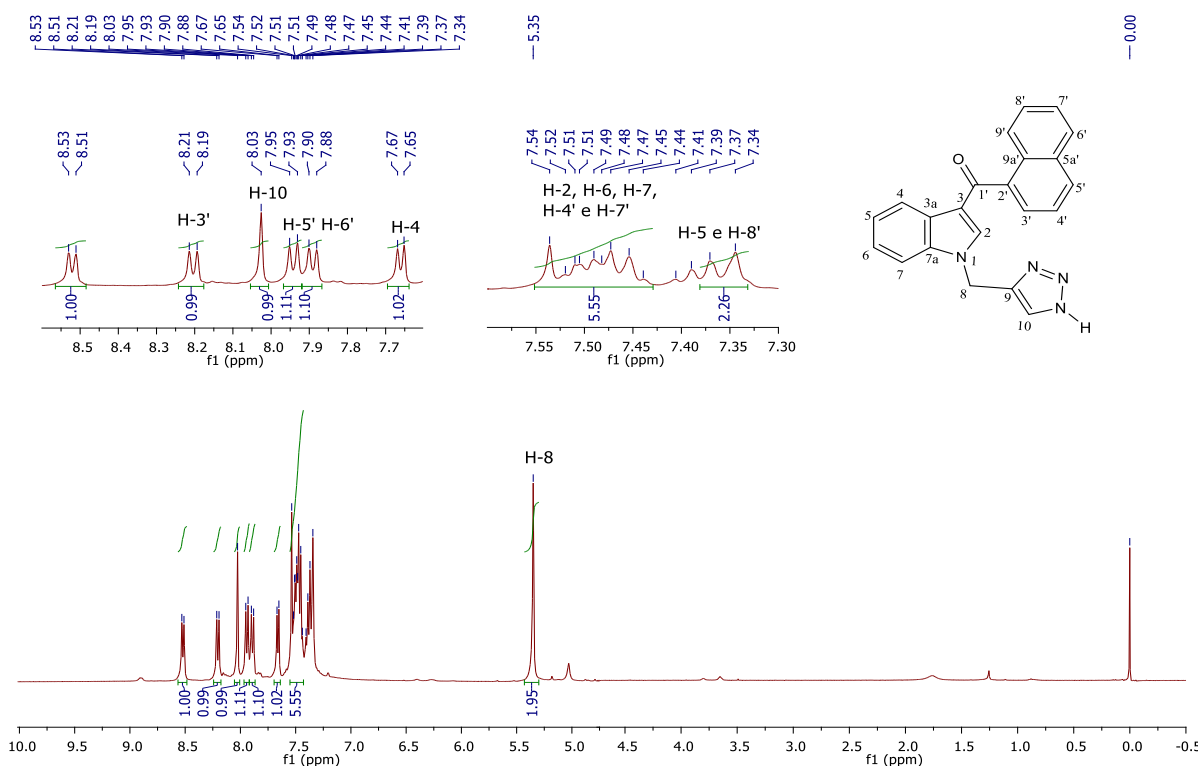 8.53 8.51 8.21 8.19 8.03 7.95 7.93 7.90 7.88 7.67 7.65 7.54 7.52 7.51 7.51 7.49 7.48 7.47 7.45 7.44 7.41 7.39 7.37 7.34
5.35
0.00
8.53 8.51 8.21 8.19 8.03 7.95 7.93 7.90 7.88 7.67 7.65
H-3'
H-10
H-5' H-6'
H-4
1.00 0.99 0.99 1.11 1.10 1.02
8.5 8.4 8.3 8.2 8.1 8.0 7.9 7.8 7.7
f1 (ppm)
7.54 7.52 7.51 7.51 7.49 7.48 7.47 7.45 7.44 7.41 7.39 7.37 7.34
H-2, H-6, H-7,
H-4' e H-7'
H-5 e H-8'
5.55 2.26
7.55 7.50 7.45 7.40 7.35 7.30
f1 (ppm)
8' 7'
9' 6'
9a' 5a'
O
1' 2' 5'
3' 4'
4 3 3a
5 2
6 7a 1
7 N
8 9 N N
10 N H
H-8
1.00 0.99 0.99 1.11 1.10 1.02 5.55 1.95
10.0 9.5 9.0 8.5 8.0 7.5 7.0 6.5 6.0 5.5 5.0 4.5 4.0 3.5 3.0 2.5 2.0 1.5 1.0 0.5 0.0 -0.5
f1 (ppm) f1 (ppm)